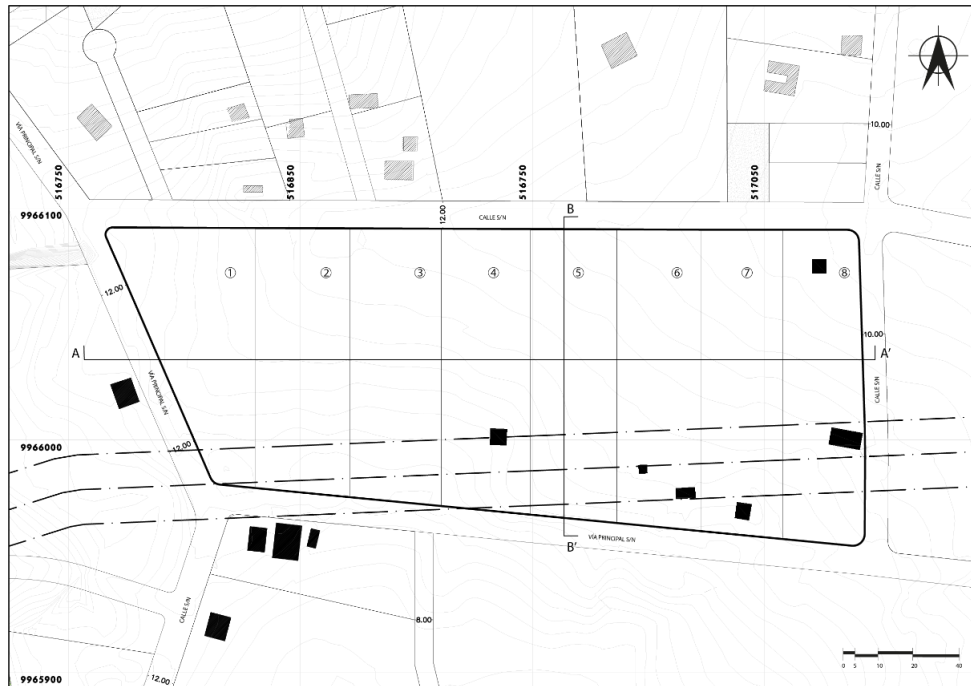 VÍA PRINCIPAL S/N
10.00
CALLE S/N
516750
516850
516750
517050
9966100
12.00
CALLE S/N
B
①
②
③
④
⑤
⑥
⑦
⑧
12.00
10.00
A
A'
VÍA PRINCIPAL S/N
CALLE S/N
9966000
12.00
B'
VÍA PRINCIPAL S/N
CALLE S/N
8.00
12.00
9965900
0 5 10 20 20 40